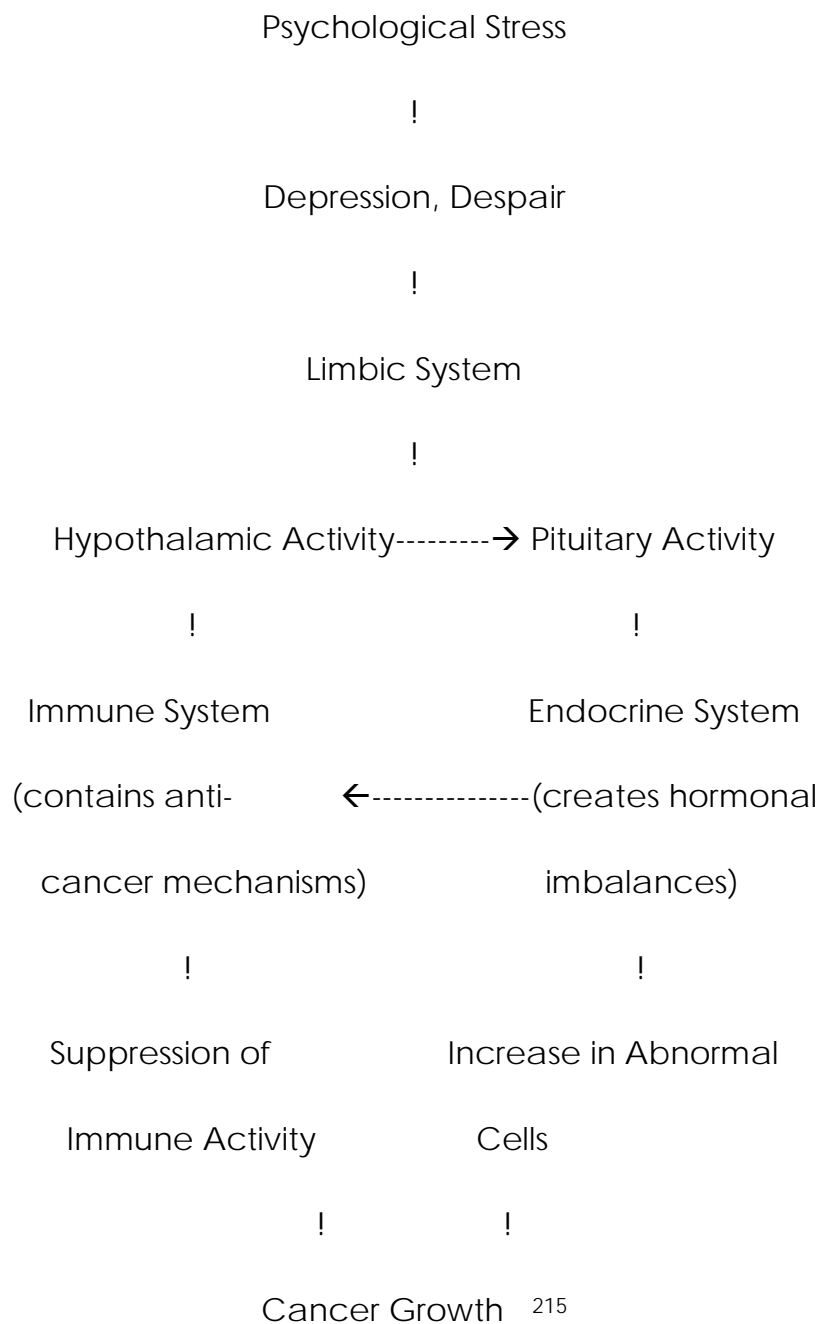 Psychological Stress
!
Depression, Despair
!
Limbic System
!
Hypothalamic Activity---------→ Pituitary Activity
! !
Immune System Endocrine System
(contains anti- ←---------------(creates hormonal
cancer mechanisms) imbalances)
! !
Suppression of Increase in Abnormal
Immune Activity Cells
! !
Cancer Growth 215